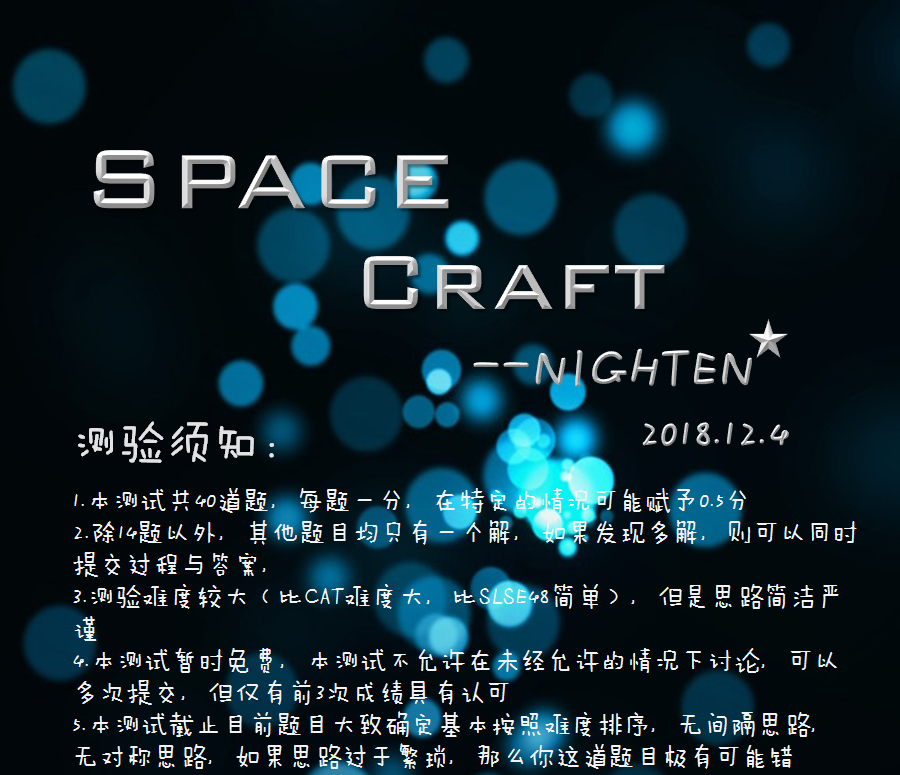 SPACE
CRAFT
--NIGHTEN
2018.12.4
测验须知：
1.本测试共40道题，每题一分，在特定的情况可能赋予0.5分
2.除14题以外，其他题目均只有一个解，如果发现多解，则可以同时
提交过程与答案，
3.测验难度较大（比CAT难度大，比SLSE48简单），但是思路简洁严
谨
4.本测试暂时免费，本测试不允许在未经允许的情况下讨论，可以
多次提交，但仅有前3次成绩具有认可
5.本测试截止目前题目大致确定基本按照难度排序，无间隔思路，
无对称思路，如果思路过于繁琐，那么你这道题目极有可能错